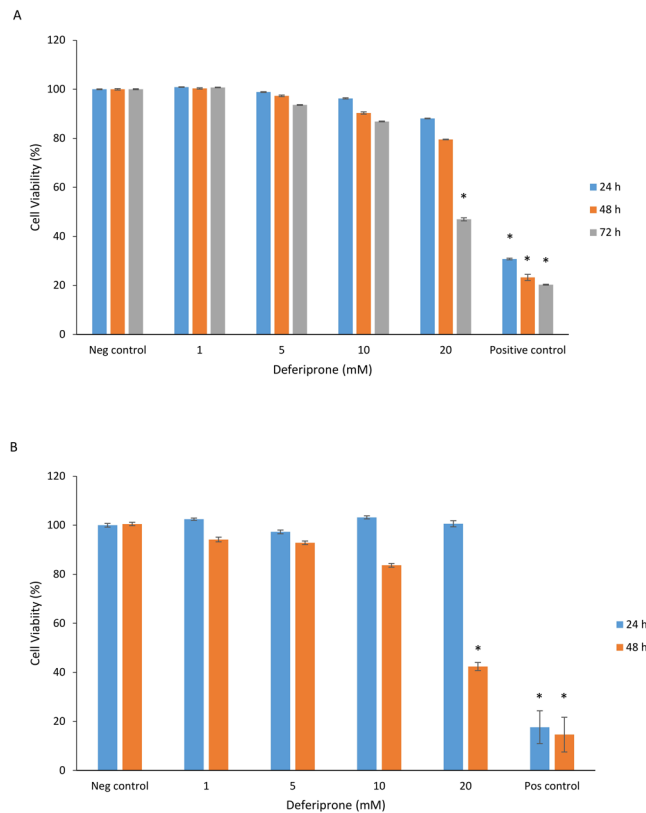 A
120
100
80
60
40
20
0
Cell Viability (%)
* * * *
24 h
48 h
72 h
Neg control 1 5 10 20 Positive control
Deferiprone (mM)
B
120
100
80
60
40
20
0
Cell Viability (%)
* * *
24 h
48 h
Neg control 1 5 10 20 Pos control
Deferiprone (mM)